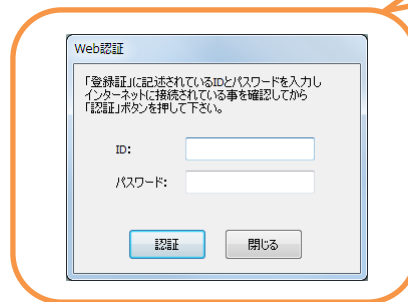 Web認証
「登録証」に記述されているIDとパスワードを入力し
インターネットに接続されている事を確認してから
「認証」ボタンを押して下さい。
ID:
パスワード:
認証 閉じる